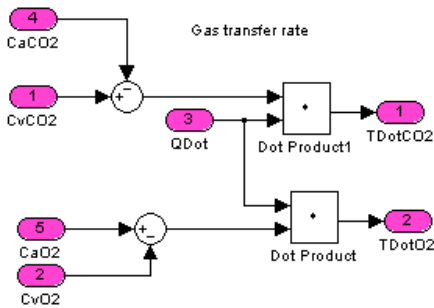 4
CaCO2
Gas transfer rate
1
CvCO2
+
−
3
QDot
Dot Product1
1
TDotCO2
5
CaO2
+
−
2
CvO2
Dot Product
2
TDotO2